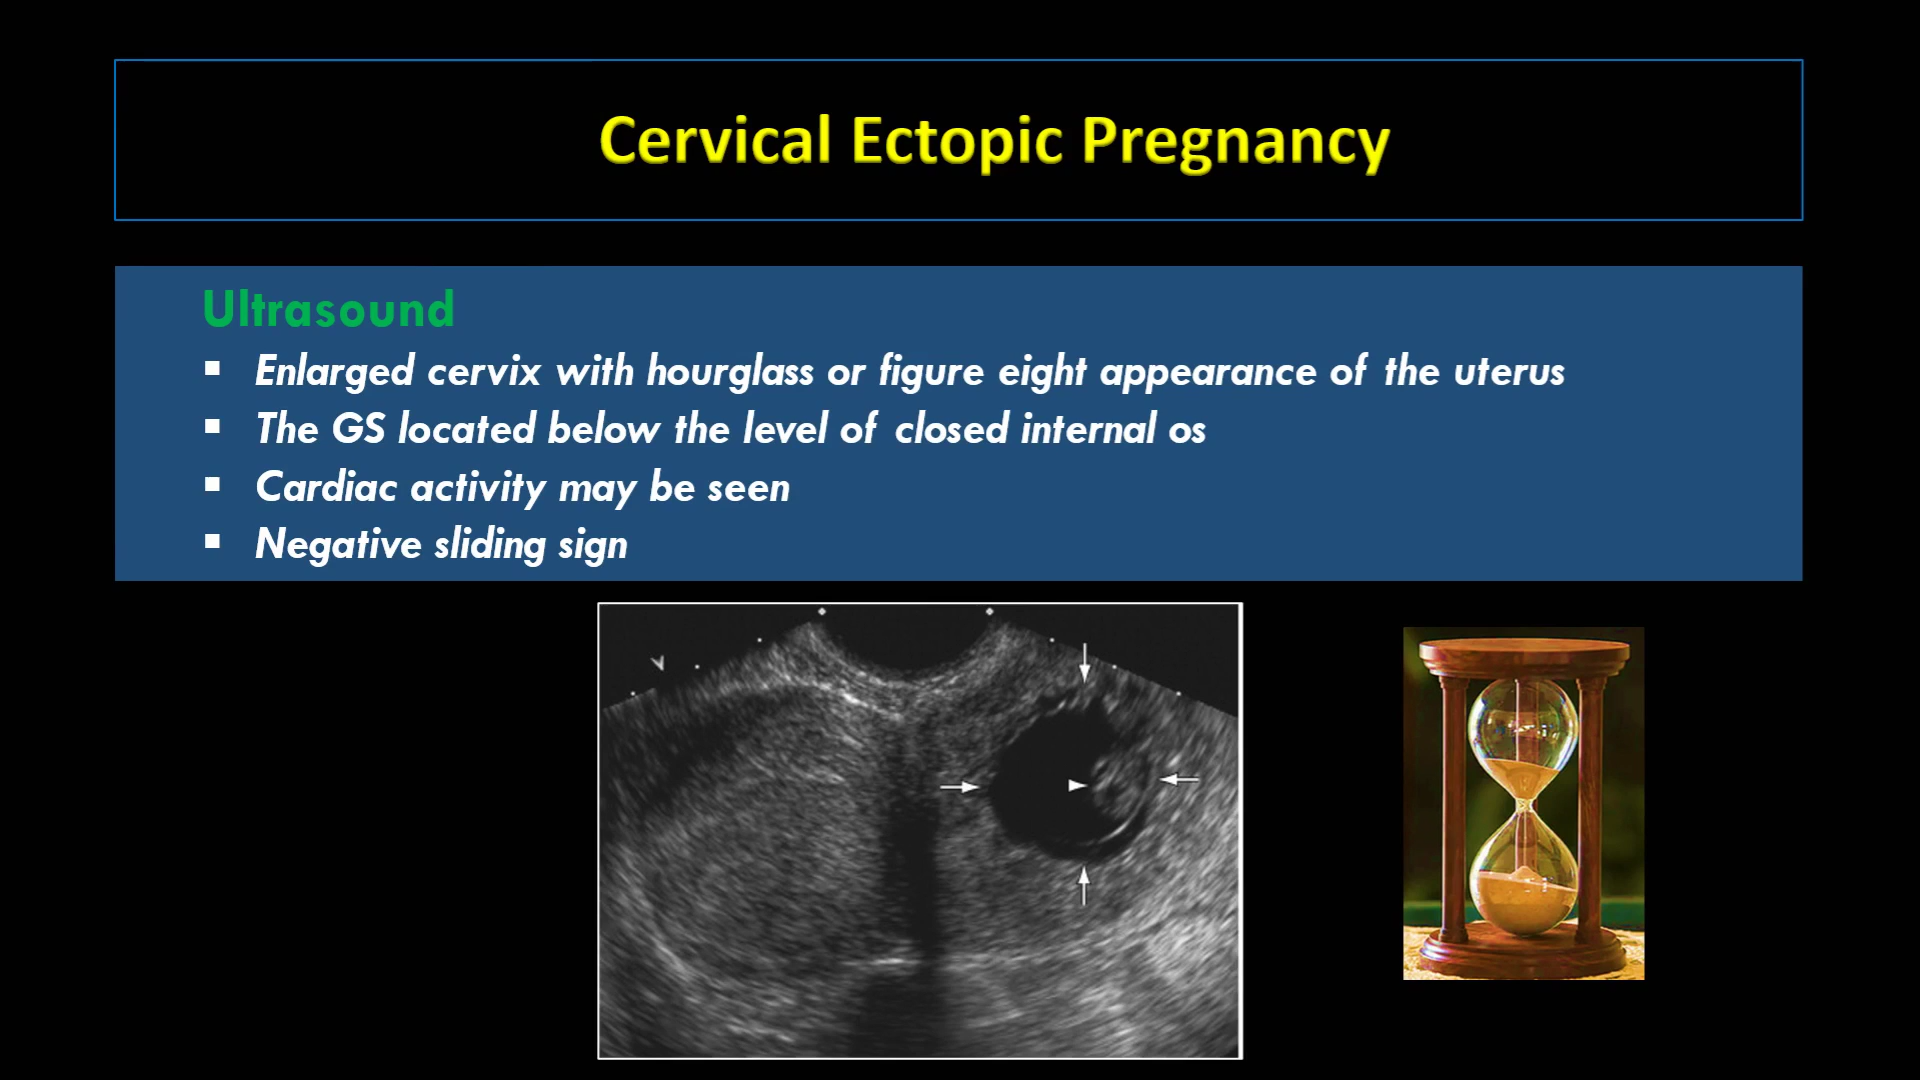 Cervical Ectopic Pregnancy
Ultrasound
▪ Enlarged cervix with hourglass or figure eight appearance of the uterus
▪ The GS located below the level of closed internal os
▪ Cardiac activity may be seen
▪ Negative sliding sign